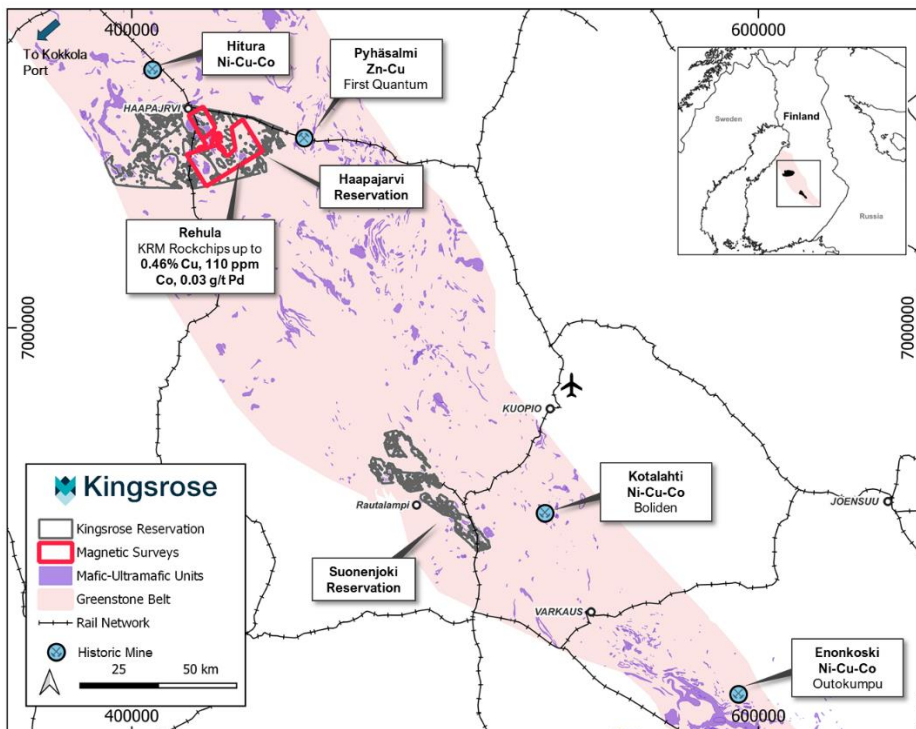 400000
600000
To Kokkola
Port
Hitura
Ni-Cu-Co
Pyhäsalmi
Zn-Cu
First Quantum
HAAPAJRVI
Sweden
Finland
Russia
Haapajarvi
Reservation
Rehula
KRM Rockchips up to
0.46% Cu, 110 ppm
Co, 0.03 g/t Pd
7000000
7000000
KUOPIO
Kotalahti
Ni-Cu-Co
Boliden
JOENSUU
Rautalampi
Suonenjoki
Reservation
VARKAUS
Enonkoski
Ni-Cu-Co
Outokumpu
Kingsrose
Kingsrose Reservation
Magnetic Surveys
Mafic-Ultramafic Units
Greenstone Belt
Rail Network
Historic Mine
25 50 km
400000
600000